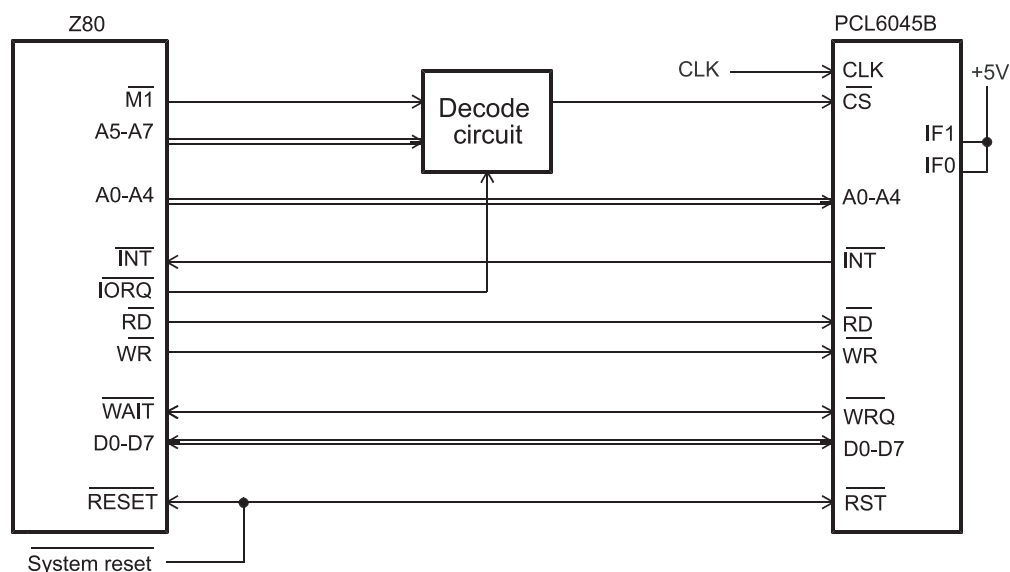 Z80
PCL6045B
M1
A5-A7
A0-A4
INT
IORQ
RD
WR
WAIT
D0-D7
RESET
System reset
Decode
circuit
CLK
CLK
CS
+5V
IF1
IF0
A0-A4
INT
RD
WR
WRQ
D0-D7
RST